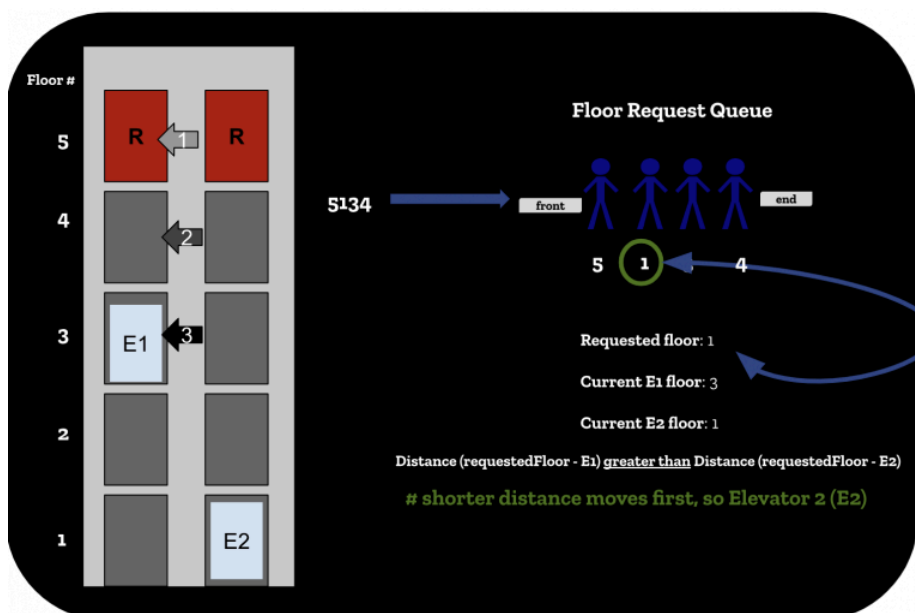 Floor #
5
R
1
R
4
2
3
E1
3
2
1
E2
Floor Request Queue
5134
front
end
5 1 4
Requested floor: 1
Current E1 floor: 3
Current E2 floor: 1
Distance (requestedFloor - E1) greater than Distance (requestedFloor - E2)
# shorter distance moves first, so Elevator 2 (E2)